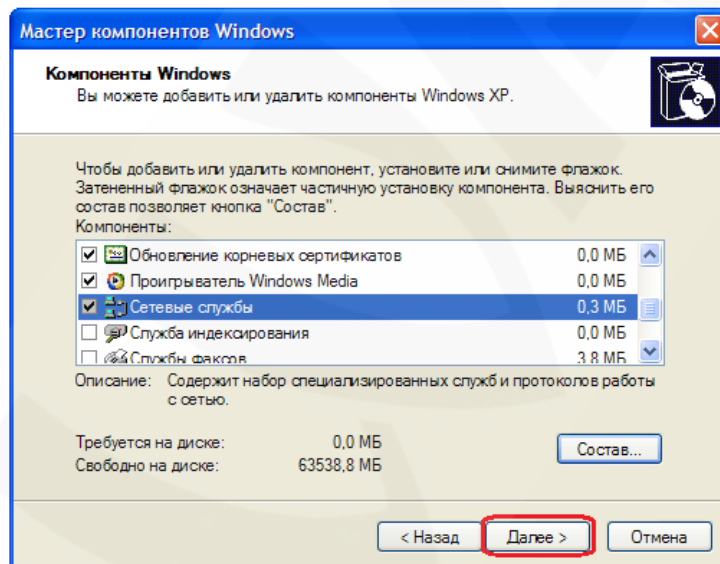 Мастер компонентов Windows
Компоненты Windows
Вы можете добавить или удалить компоненты Windows XP.
Чтобы добавить или удалить компонент, установите или снимите флажок.
Затененный флажок означает частичную установку компонента. Выяснить его
состав позволяет кнопка "Состав".
Компоненты:
Обновление корневых сертификатов 0,0 МБ
Проигрыватель Windows Media 0,0 МБ
Сетевые службы 0,3 МБ
Служба индексирования 0,0 МБ
Службы факсов 3,8 МБ
Описание: Содержит набор специализированных служб и протоколов работы
с сетью.
Требуется на диске: 0,0 МБ
Свободно на диске: 63538,8 МБ
Состав...
< Назад Далее > Отмена